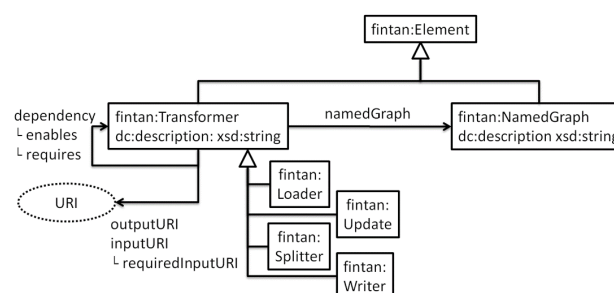 fintan:Element
fintan:Transformer
dc:description: xsd:string
namedGraph
fintan:NamedGraph
dc:description xsd:string
dependency
└ enables
└ requires
URI
outputURI
inputURI
└ requiredInputURI
fintan:
Loader
fintan:
Update
fintan:
Splitter
fintan:
Writer